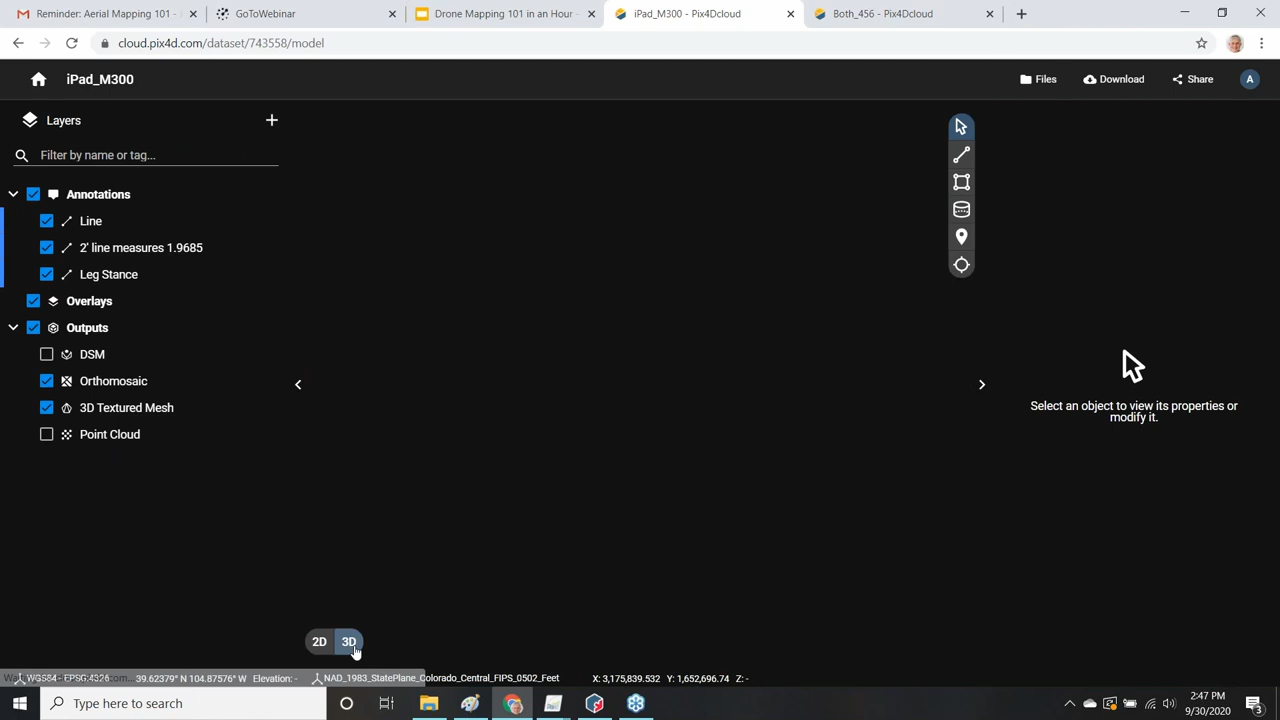 Reminder: Aerial Mapping 101 -
GoToWebinar
Drone Mapping 101 in an Hour -
iPad_M300 - Pix4Dcloud
Both_456 - Pix4Dcloud
cloud.pix4d.com/dataset/743558/model
iPad_M300
Files
Download
Share
A
Layers
Filter by name or tag...
Annotations
Line
2' line measures 1.9685
Leg Stance
Overlays
Outputs
DSM
Orthomosaic
3D Textured Mesh
Point Cloud
Select an object to view its properties or
modify it.
2D 3D
WGS84 - EPSG:4326 39.62379° N 104.87576° W Elevation: - NAD_1983_StatePlane_Colorado_Central_FIPS_0502_Feet X: 3,175,839.532 Y: 1,652,696.74 Z: -
Type here to search
2:47 PM
9/30/2020
3